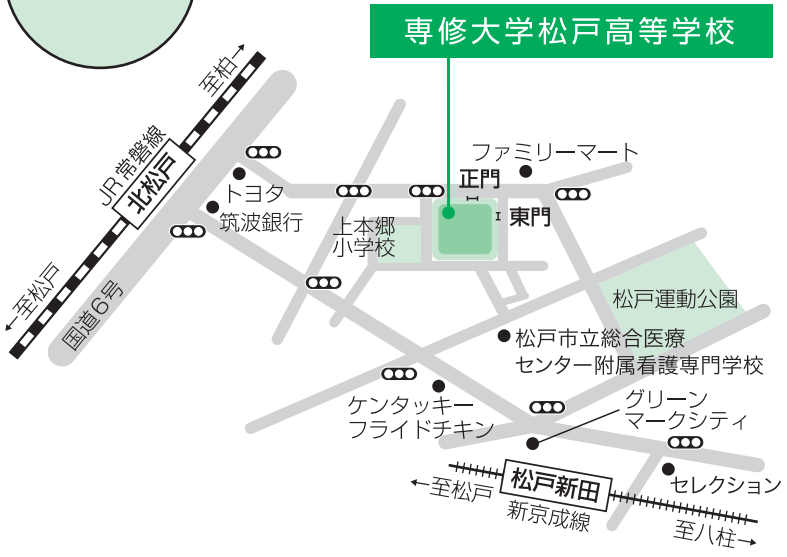 専修大学松戸高等学校
至柏→
JR常磐線
北松戸
←至松戸
国道6号
トヨタ
筑波銀行
上本郷
小学校
ファミリーマート
正門
東門
松戸運動公園
松戸市立総合医療
センター附属看護専門学校
ケンタッキー
フライドチキン
グリーン
マークシティ
セレクション
←至松戸
松戸新田
新京成線
至八柱→